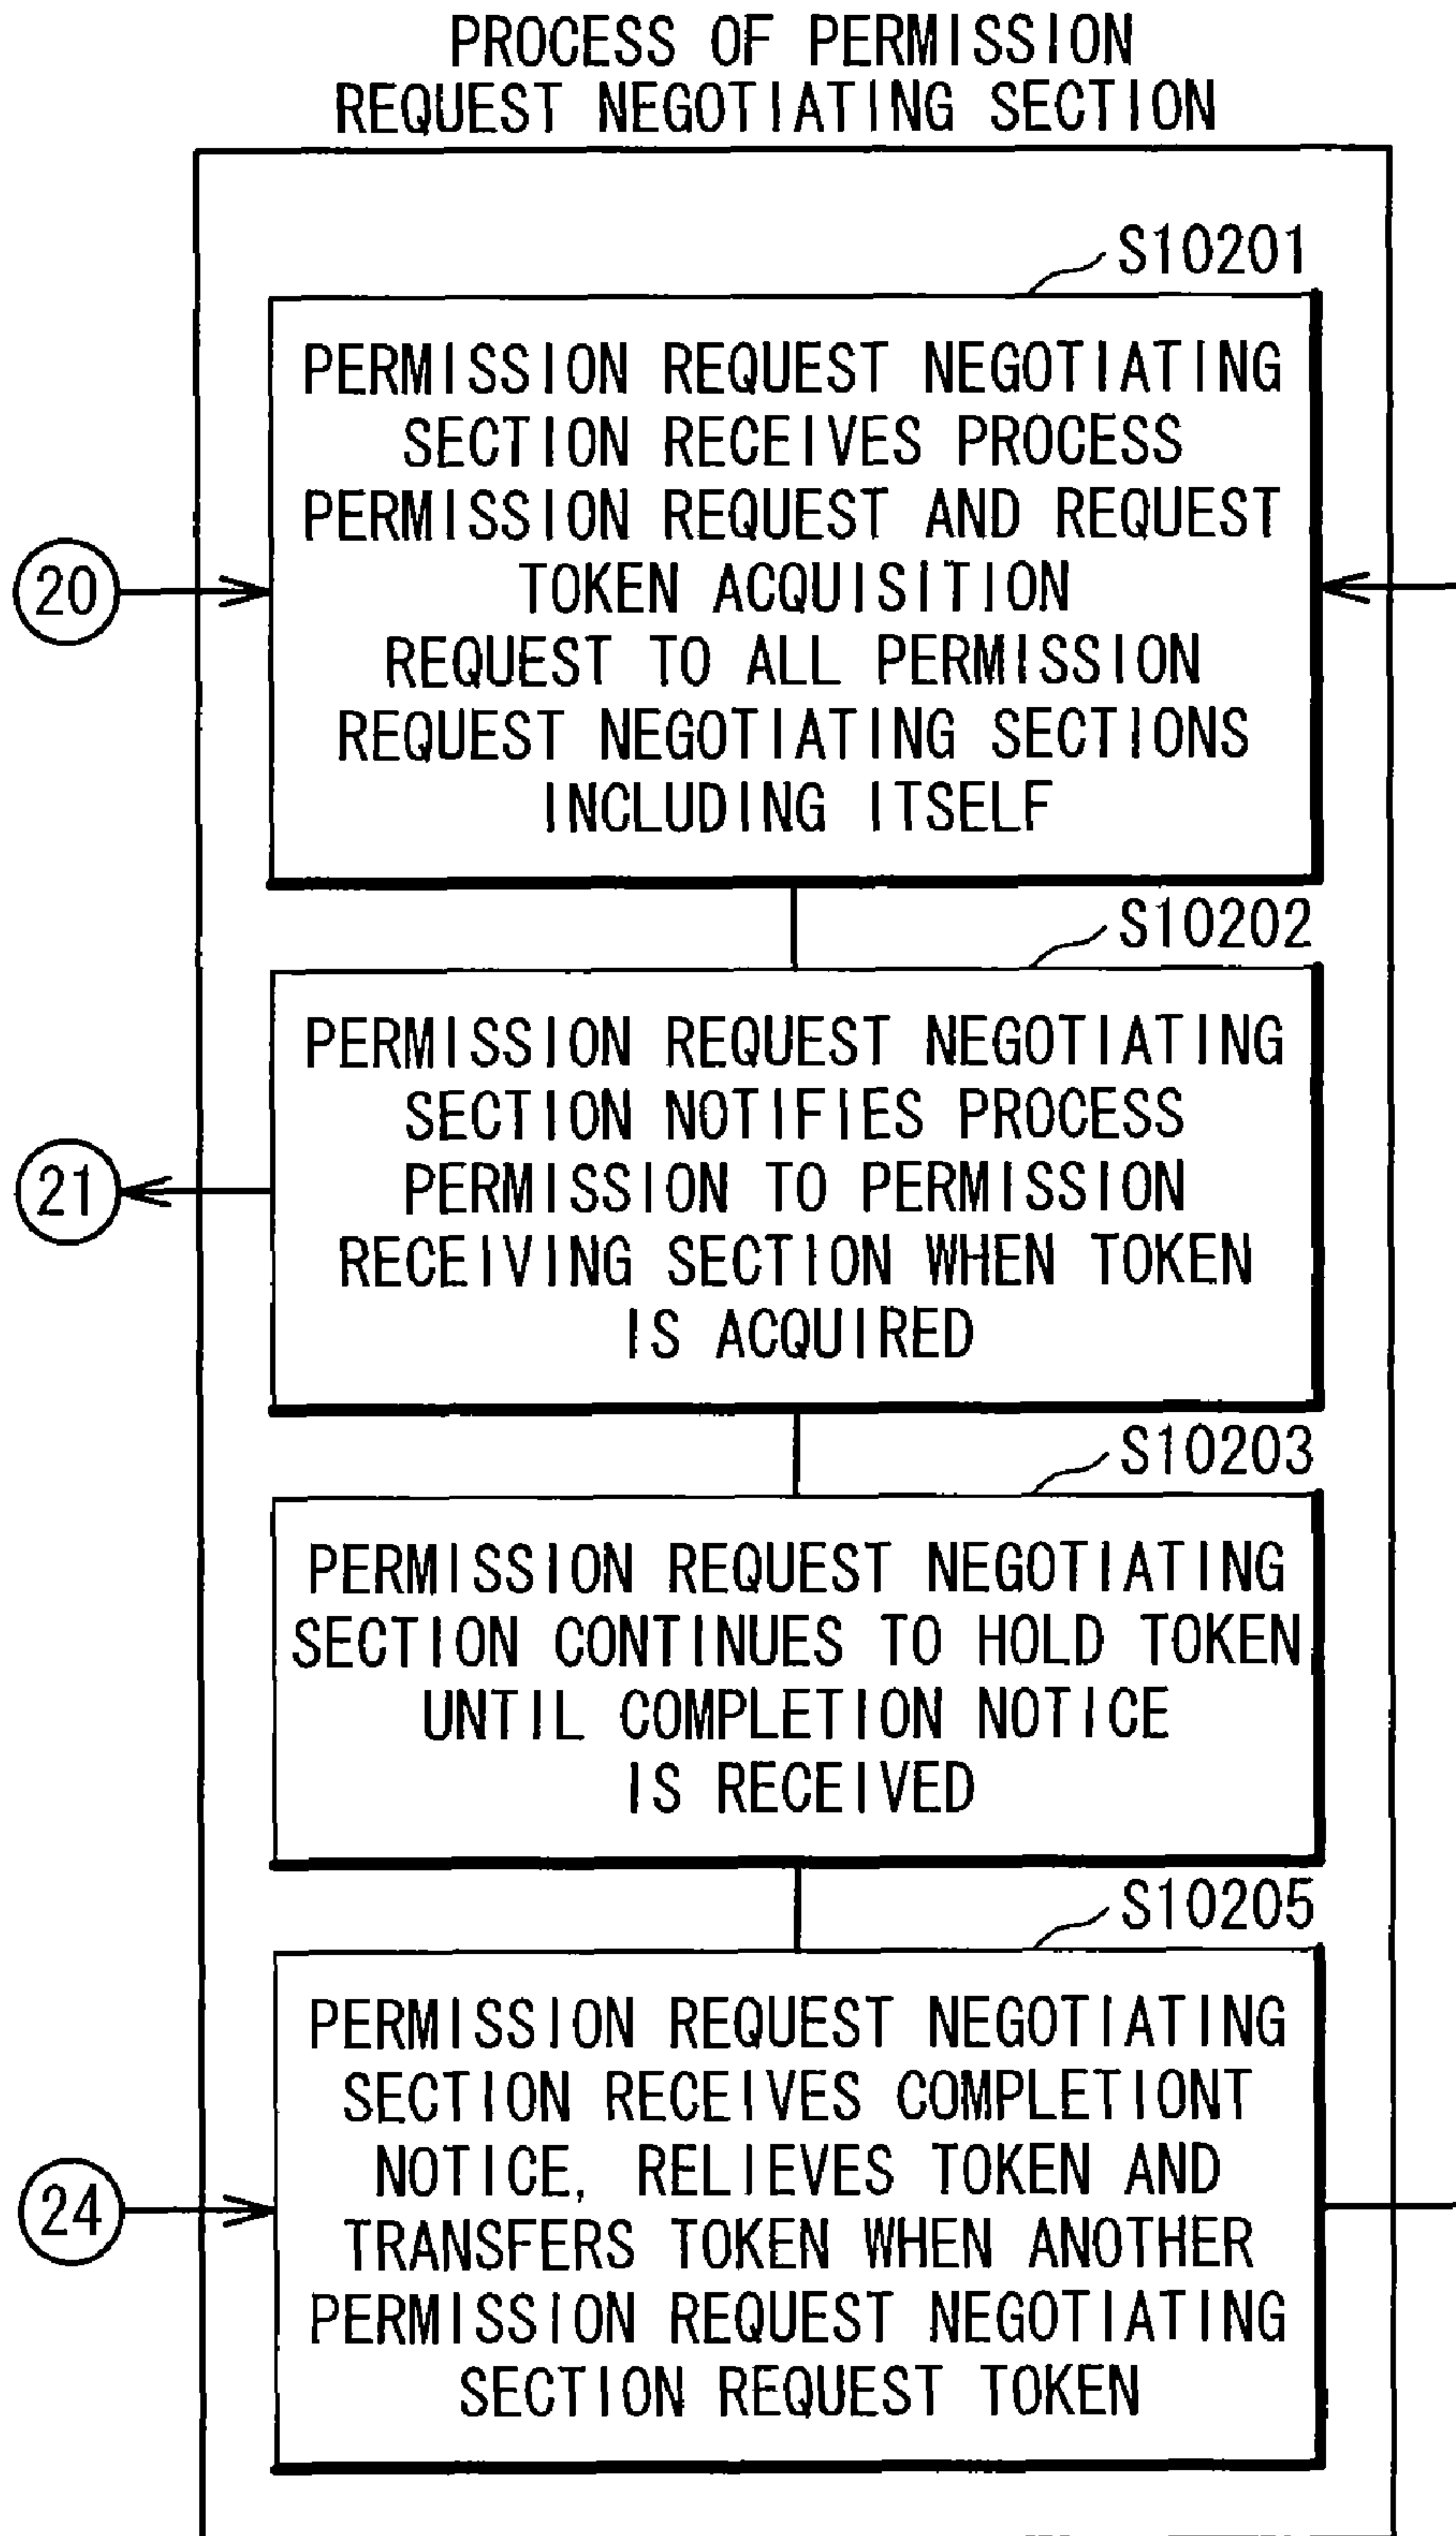 PROCESS OF PERMISSION
REQUEST NEGOTIATING SECTION
S10201
PERMISSION REQUEST NEGOTIATING
SECTION RECEIVES PROCESS
PERMISSION REQUEST AND REQUEST
TOKEN ACQUISITION
REQUEST TO ALL PERMISSION
REQUEST NEGOTIATING SECTIONS
INCLUDING ITSELF
20
S10202
PERMISSION REQUEST NEGOTIATING
SECTION NOTIFIES PROCESS
PERMISSION TO PERMISSION
RECEIVING SECTION WHEN TOKEN
IS ACQUIRED
21
S10203
PERMISSION REQUEST NEGOTIATING
SECTION CONTINUES TO HOLD TOKEN
UNTIL COMPLETION NOTICE
IS RECEIVED
S10205
PERMISSION REQUEST NEGOTIATING
SECTION RECEIVES COMPLETIONT
NOTICE, RELIEVES TOKEN AND
TRANSFERS TOKEN WHEN ANOTHER
PERMISSION REQUEST NEGOTIATING
SECTION REQUEST TOKEN
24